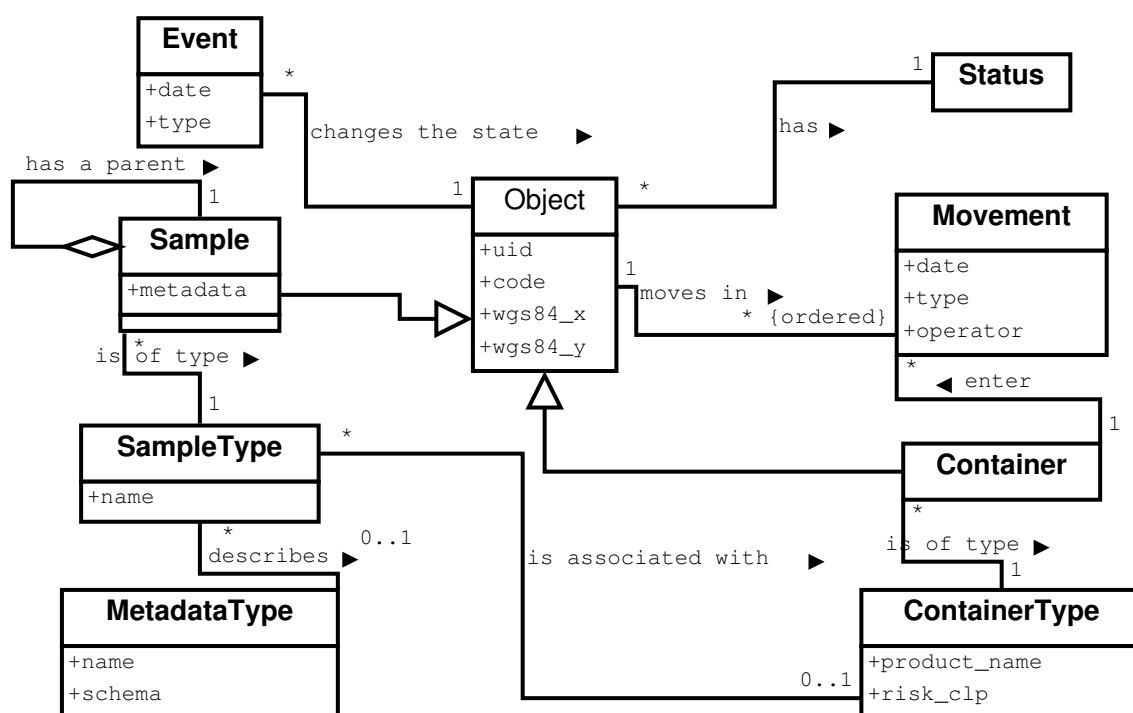 Event
+date
+type
*
changes the state ►
1
1
Status
has ►
*
has a parent ►
1
Sample
+metadata
Object
+uid
+code
+wgs84_x
+wgs84_y
1
moves in ►
* {ordered}
Movement
+date
+type
+operator
*
◄ enter
1
*
is of type ►
1
SampleType
+name
*
*
describes ►
0..1
is associated with ►
0..1
Container
*
is of type ►
1
MetadataType
+name
+schema
ContainerType
+product_name
+risk_clp